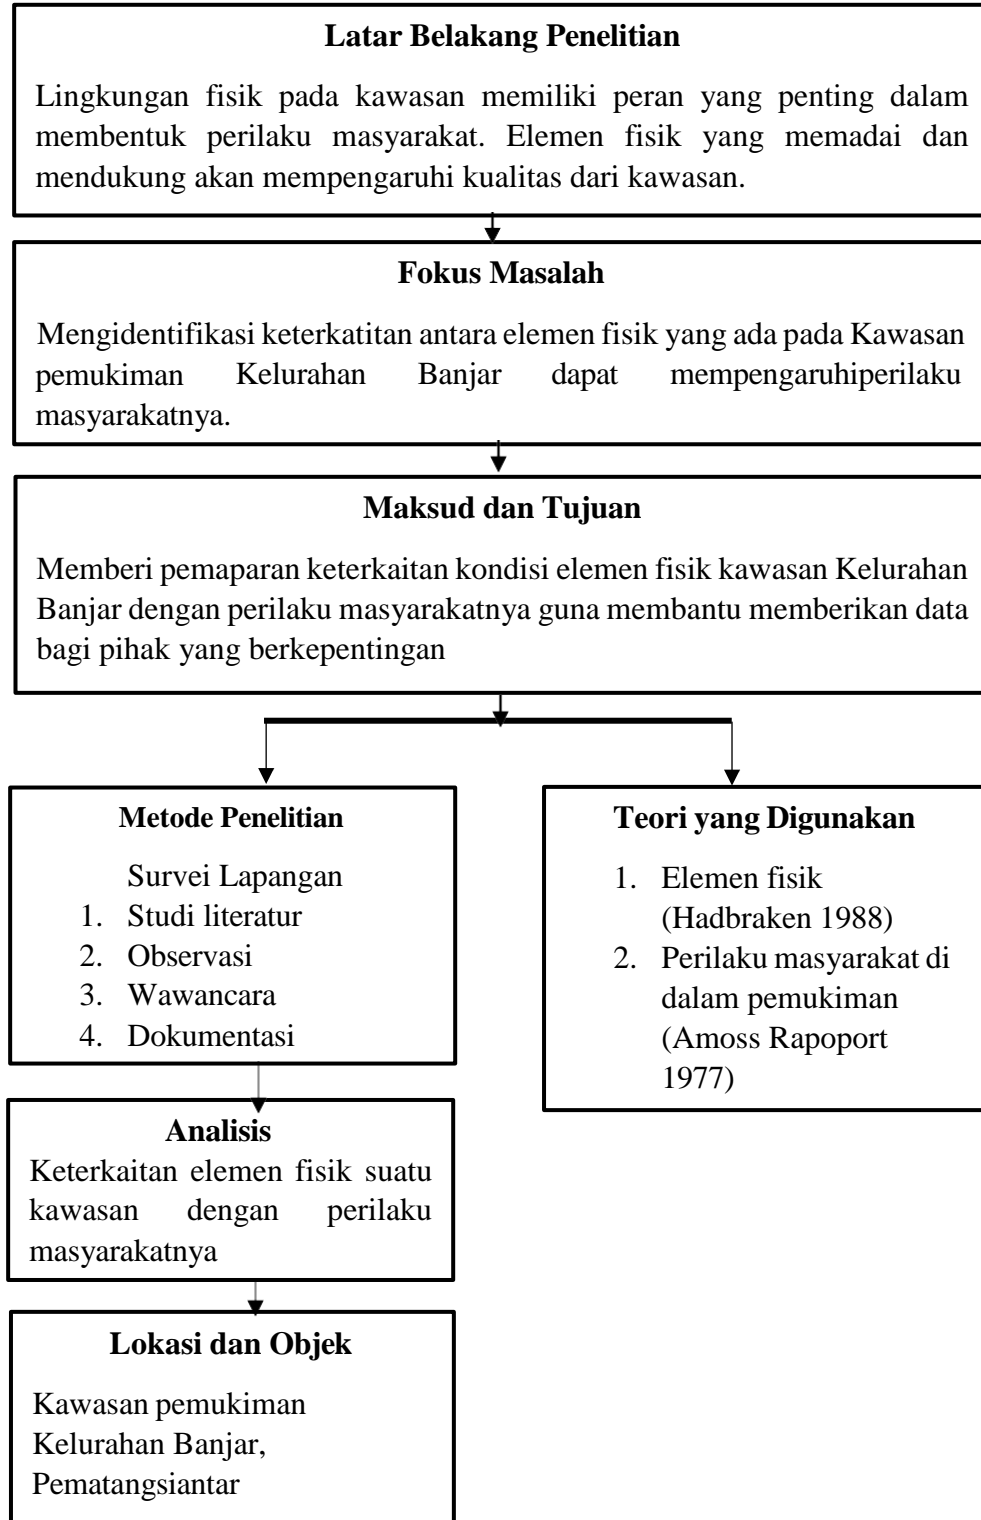 Latar Belakang Penelitian
Lingkungan fisik pada kawasan memiliki peran yang penting dalam
membentuk perilaku masyarakat. Elemen fisik yang memadai dan
mendukung akan mempengaruhi kualitas dari kawasan.
Fokus Masalah
Mengidentifikasi keterkatitan antara elemen fisik yang ada pada Kawasan
pemukiman Kelurahan Banjar dapat mempengaruhiperilaku
masyarakatnya.
Maksud dan Tujuan
Memberi pemaparan keterkaitan kondisi elemen fisik kawasan Kelurahan
Banjar dengan perilaku masyarakatnya guna membantu memberikan data
bagi pihak yang berkepentingan
Metode Penelitian
Survei Lapangan
1. Studi literatur
2. Observasi
3. Wawancara
4. Dokumentasi
Teori yang Digunakan
1. Elemen fisik
(Hadbraken 1988)
2. Perilaku masyarakat di
dalam pemukiman
(Amoss Rapoport
1977)
Analisis
Keterkaitan elemen fisik suatu
kawasan dengan perilaku
masyarakatnya
Lokasi dan Objek
Kawasan pemukiman
Kelurahan Banjar,
Pematangsiantar